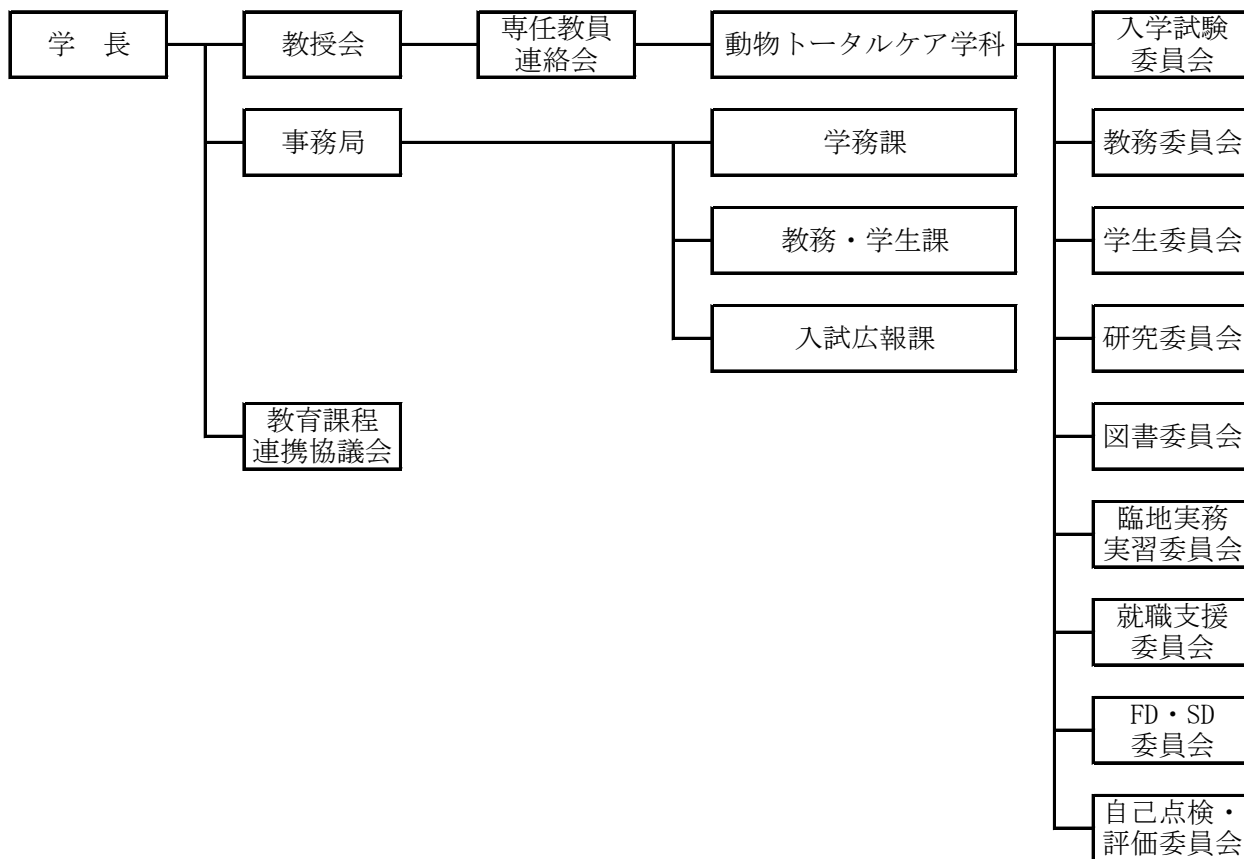 学　長
教授会
専任教員
連絡会
動物トータルケア学科
入学試験
委員会
事務局
学務課
教務委員会
教務・学生課
学生委員会
入試広報課
研究委員会
教育課程
連携協議会
図書委員会
臨地実務
実習委員会
就職支援
委員会
FD・SD
委員会
自己点検・
評価委員会